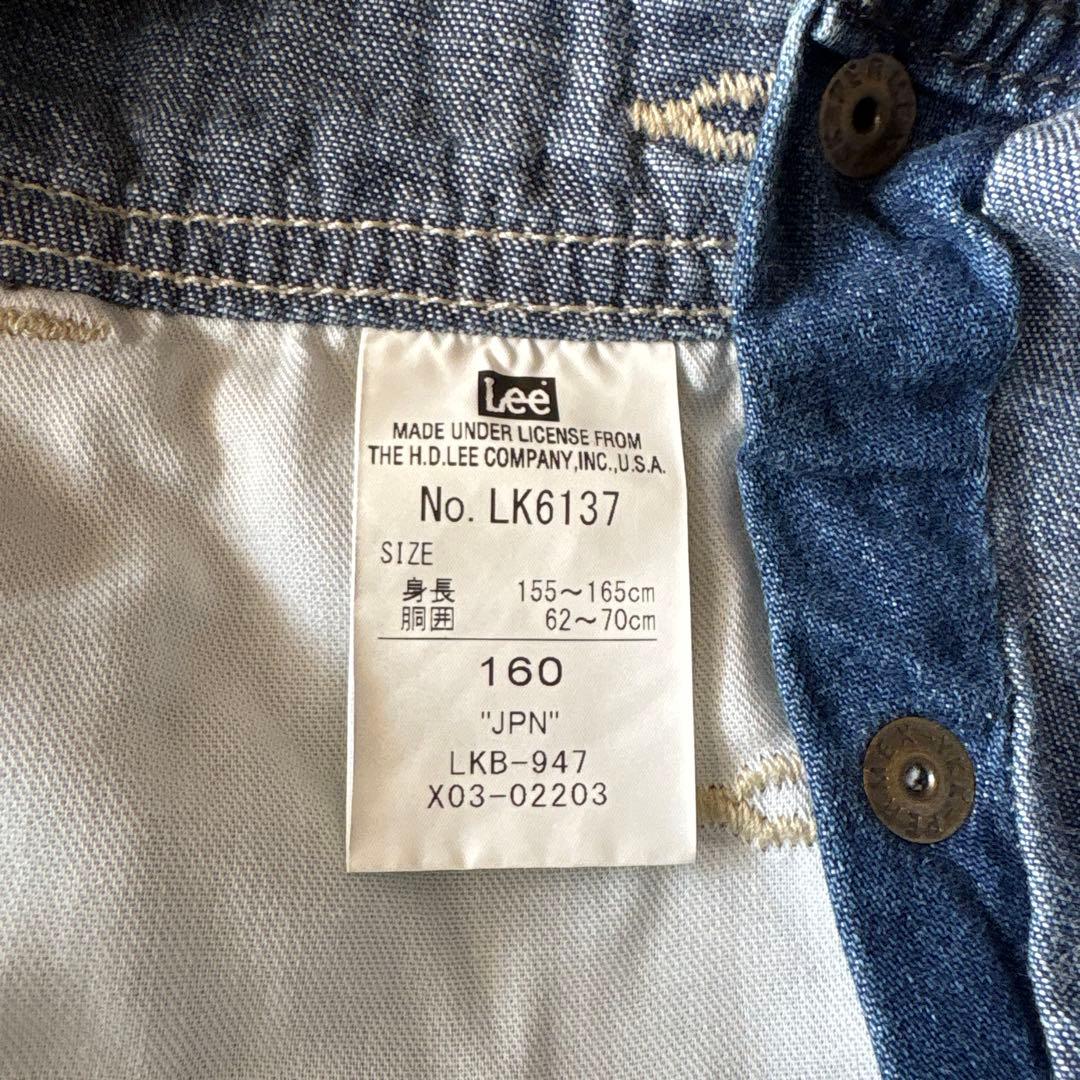 Lee
MADE UNDER LICENSE FROM
THE H.D.LEE COMPANY,INC.,U.S.A.
No. LK6137
SIZE
身長 155～165cm
胴囲 62～70cm
160
"JPN"
LKB-947
X03-02203